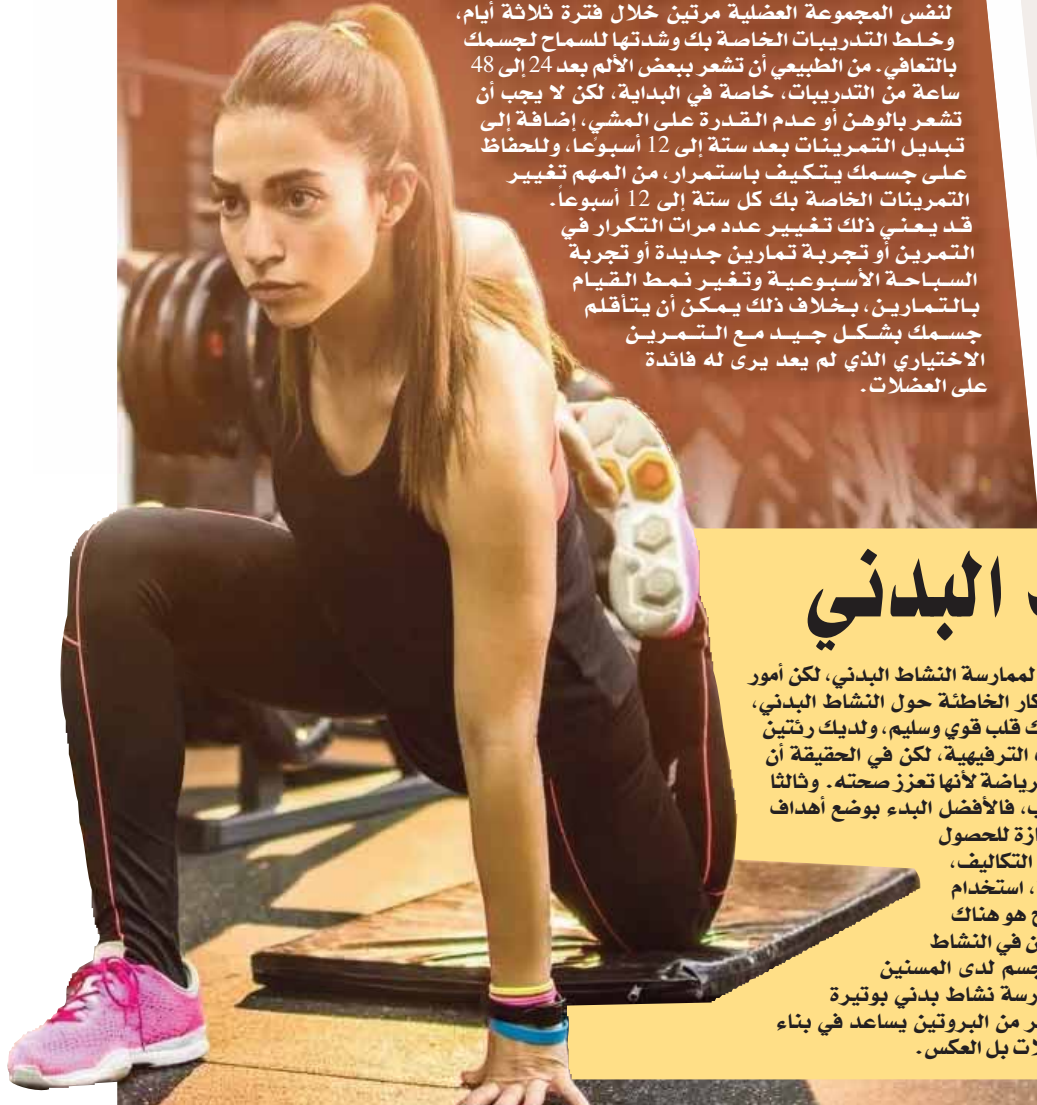 لنفس المجموعة العضلية مرتين خلال فترة ثلاثة أيام،
وخلط التدريبات الخاصة بك وشدتها للسماح لجسمك
بالتعافي. من الطبيعي أن تشعر ببعض الألم بعد 24 إلى 48
ساعة من التدريبات، خاصة في البداية، لكن لا يجب أن
تشعر بالوهن أو عدم القدرة على المشي، إضافة إلى
تبديل التمرينات بعد ستة إلى 12 أسبوعا، وللحفاظ
على جسمك يتكيف باستمرار، من المهم تغيير
التمرينات الخاصة بك كل ستة إلى 12 أسبوعاً.
قد يعني ذلك تغيير عدد مرات التكرار في
التمرين أو تجربة تمارين جديدة أو تجربة
السباحة الأسبوعية وتغير نمط القيام
بالتمارين، بخلاف ذلك يمكن أن يتأقلم
جسمك بشكل جيد مع التمرين
الاختياري الذي لم يعد يرى له فائدة
على العضلات.
البدني
لممارسة النشاط البدني، لكن أمور
الخاطئة حول النشاط البدني،
قلب قوي وسليم، ولديك رئتين
الترفيهية، لكن في الحقيقة أن
لأنها تعزز صحته. وثالثا
فالأفضل البدء بوضع أهداف
للحصول
التكاليف،
استخدام
هو هناك
في النشاط
لدى المسنين
نشاط بدني بوتيرة
من البروتين يساعد في بناء
بل العكس.